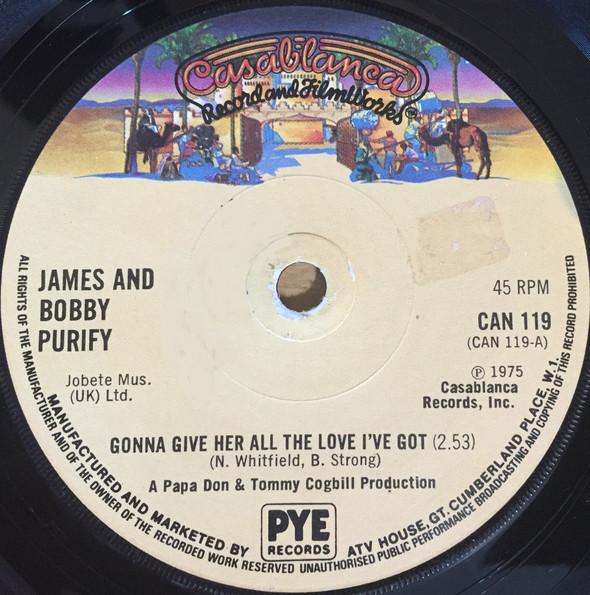 Casablanca
Record and FilmWorks
JAMES AND
BOBBY
PURIFY
Jobete Mus.
(UK) Ltd.
45 RPM
CAN 119
(CAN 119-A)
Ⓟ 1975
Casablanca
Records, Inc.
GONNA GIVE HER ALL THE LOVE I'VE GOT (2.53)
(N. Whitfield, B. Strong)
A Papa Don & Tommy Cogbill Production
MANUFACTURED AND MARKETED BY
PYE
RECORDS
ATV HOUSE, GT. CUMBERLAND PLACE, W.1.
ALL RIGHTS OF THE MANUFACTURER AND OF THE OWNER OF THE RECORDED WORK RESERVED UNAUTHORISED PUBLIC PERFORMANCE BROADCASTING AND COPYING OF THIS RECORD PROHIBITED